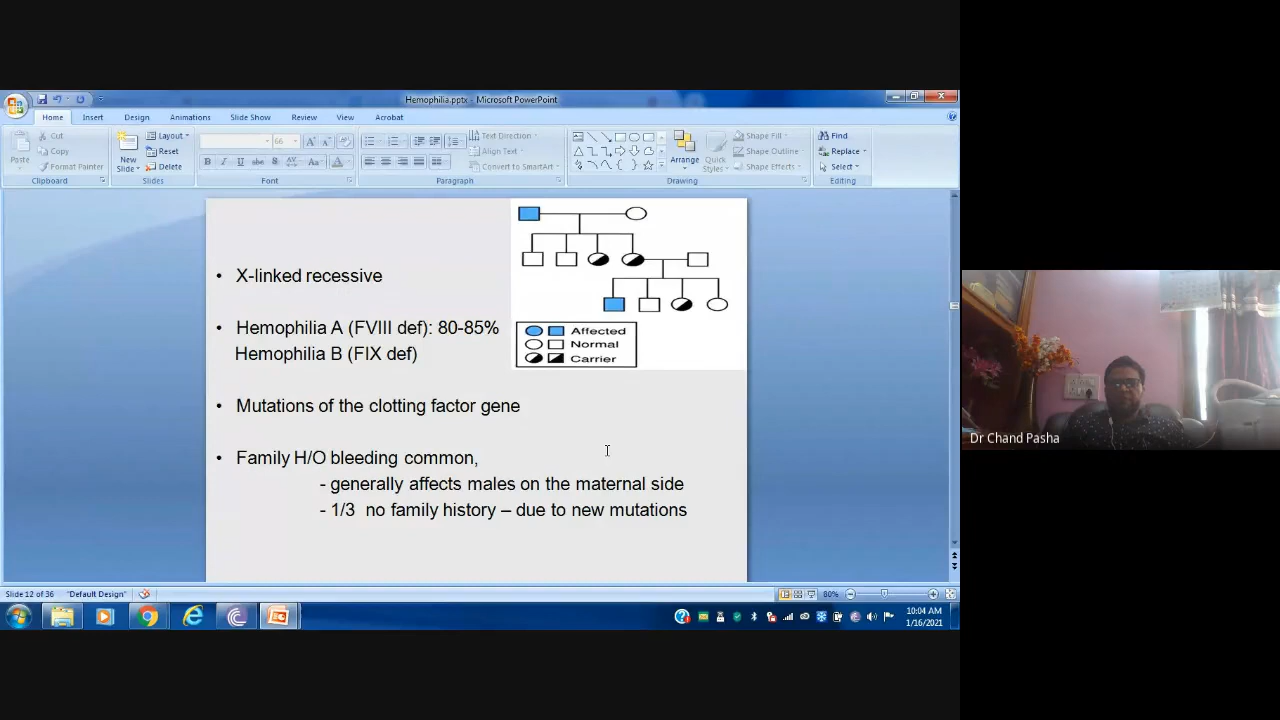 Hemophilia.pptx - Microsoft PowerPoint
Home Insert Design Animations Slide Show Review View Acrobat
Paste Cut Copy Format Painter
New Slide Layout Reset Delete
66
B I U abc S AV Aa A
Text Direction Align Text Convert to SmartArt
Arrange Quick Styles Shape Fill Shape Outline Shape Effects
Find Replace Select
Clipboard Slides Font Paragraph Drawing Editing
• X-linked recessive
• Hemophilia A (FVIII def): 80-85%
Hemophilia B (FIX def)
• Mutations of the clotting factor gene
• Family H/O bleeding common,
- generally affects males on the maternal side
- 1/3 no family history – due to new mutations
Affected
Normal
Carrier
Dr Chand Pasha
Slide 12 of 36 "Default Design" 80%
10:04 AM
1/16/2021